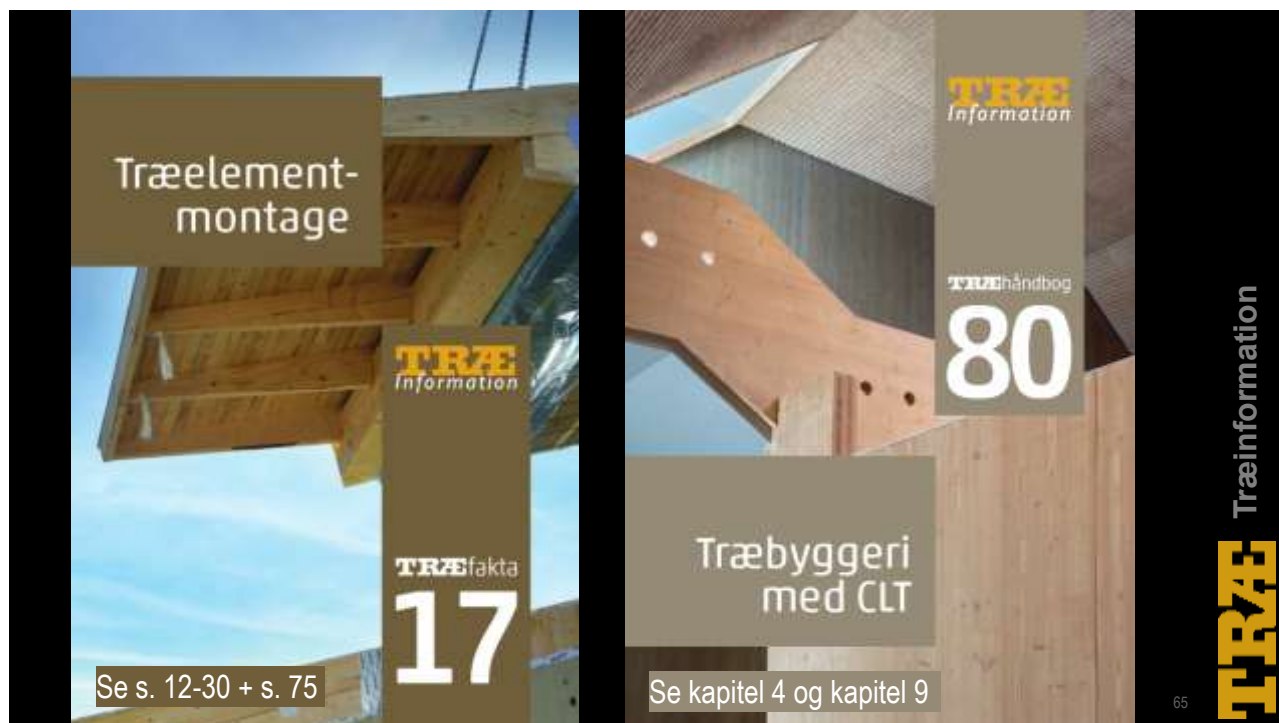 Træelement-
montage
TRÆ
Information
TRÆfakta
17
Se s. 12-30 + s. 75
TRÆ
Information
TRÆhåndbog
80
Træbyggeri
med CLT
Se kapitel 4 og kapitel 9
Træinformation
TRÆ
65